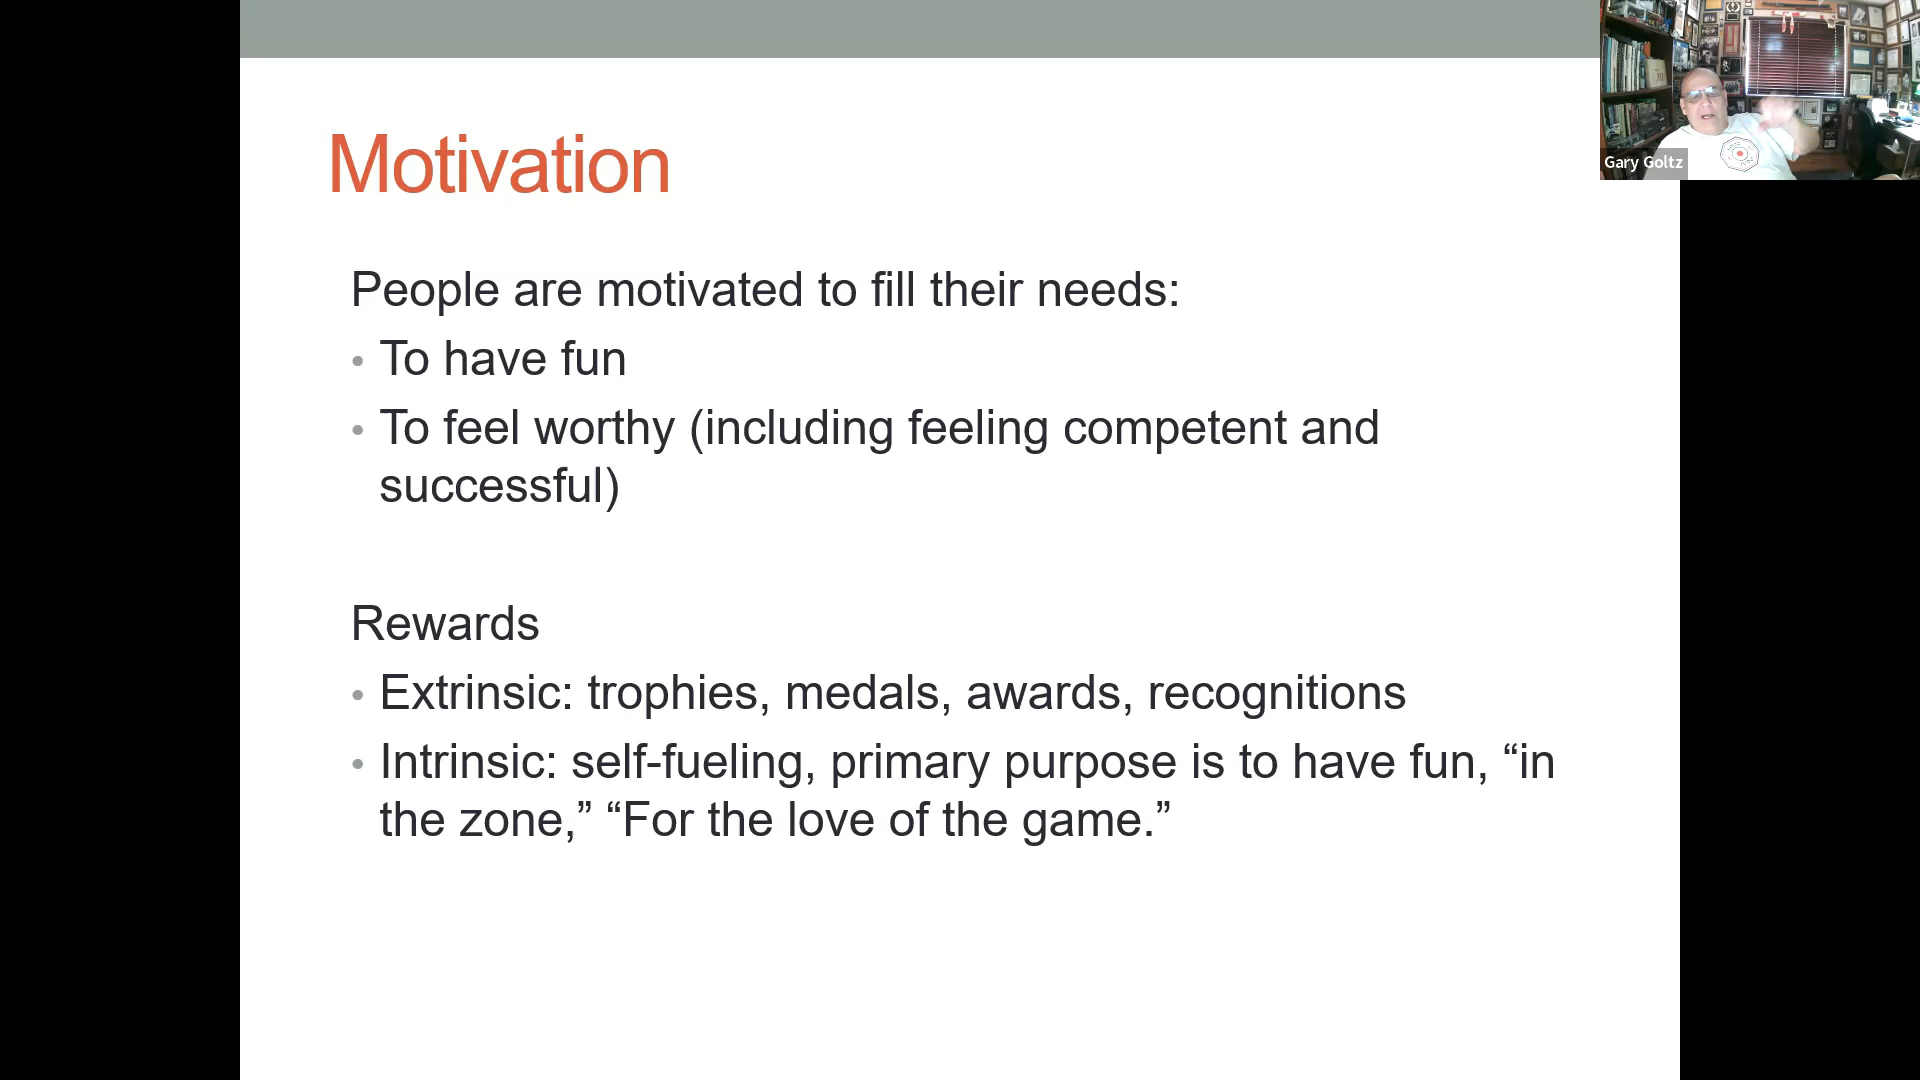 Motivation
People are motivated to fill their needs:
• To have fun
• To feel worthy (including feeling competent and
successful)
Rewards
• Extrinsic: trophies, medals, awards, recognitions
• Intrinsic: self-fueling, primary purpose is to have fun, “in
the zone,” “For the love of the game.”
Gary Goltz